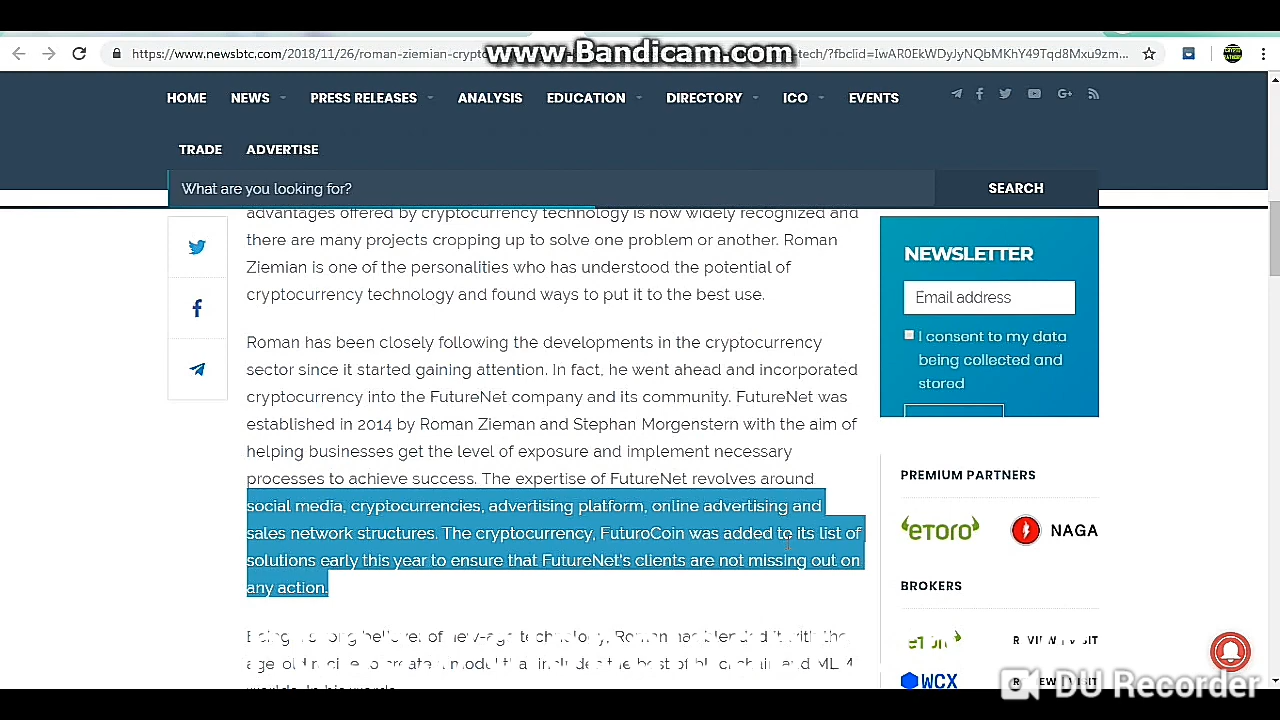 www.Bandicam.com
https://www.newsbtc.com/2018/11/26/roman-ziemian-crypt tech/?fbclid=IwAR0EkWDyJyNQbMKhY49Tqd8Mxu9zm...
HOME NEWS PRESS RELEASES ANALYSIS EDUCATION DIRECTORY ICO EVENTS
TRADE ADVERTISE
What are you looking for? SEARCH
advantages offered by cryptocurrency technology is now widely recognized and
there are many projects cropping up to solve one problem or another. Roman
Ziemian is one of the personalities who has understood the potential of
cryptocurrency technology and found ways to put it to the best use.
Roman has been closely following the developments in the cryptocurrency
sector since it started gaining attention. In fact, he went ahead and incorporated
cryptocurrency into the FutureNet company and its community. FutureNet was
established in 2014 by Roman Zieman and Stephan Morgenstern with the aim of
helping businesses get the level of exposure and implement necessary
processes to achieve success. The expertise of FutureNet revolves around
social media, cryptocurrencies, advertising platform, online advertising and
sales network structures. The cryptocurrency, FuturoCoin was added to its list of
solutions early this year to ensure that FutureNet's clients are not missing out on
any action.
NEWSLETTER
Email address
I consent to my data
being collected and
stored
PREMIUM PARTNERS
eToro NAGA
BROKERS
eToro
WCX
DU Recorder